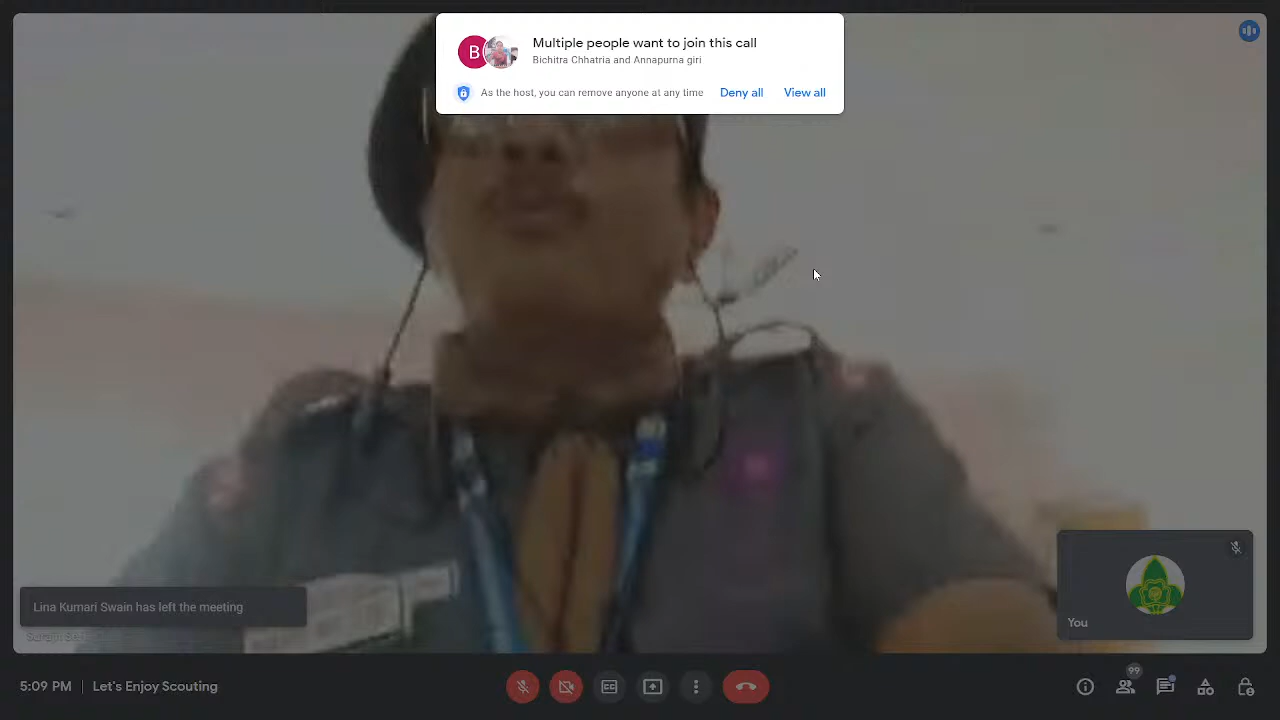 Multiple people want to join this call
B
Bichitra Chhatria and Annapurna giri
As the host, you can remove anyone at any time
Deny all
View all
Lina Kumari Swain has left the meeting
You
5:09 PM
Let's Enjoy Scouting
CC
99